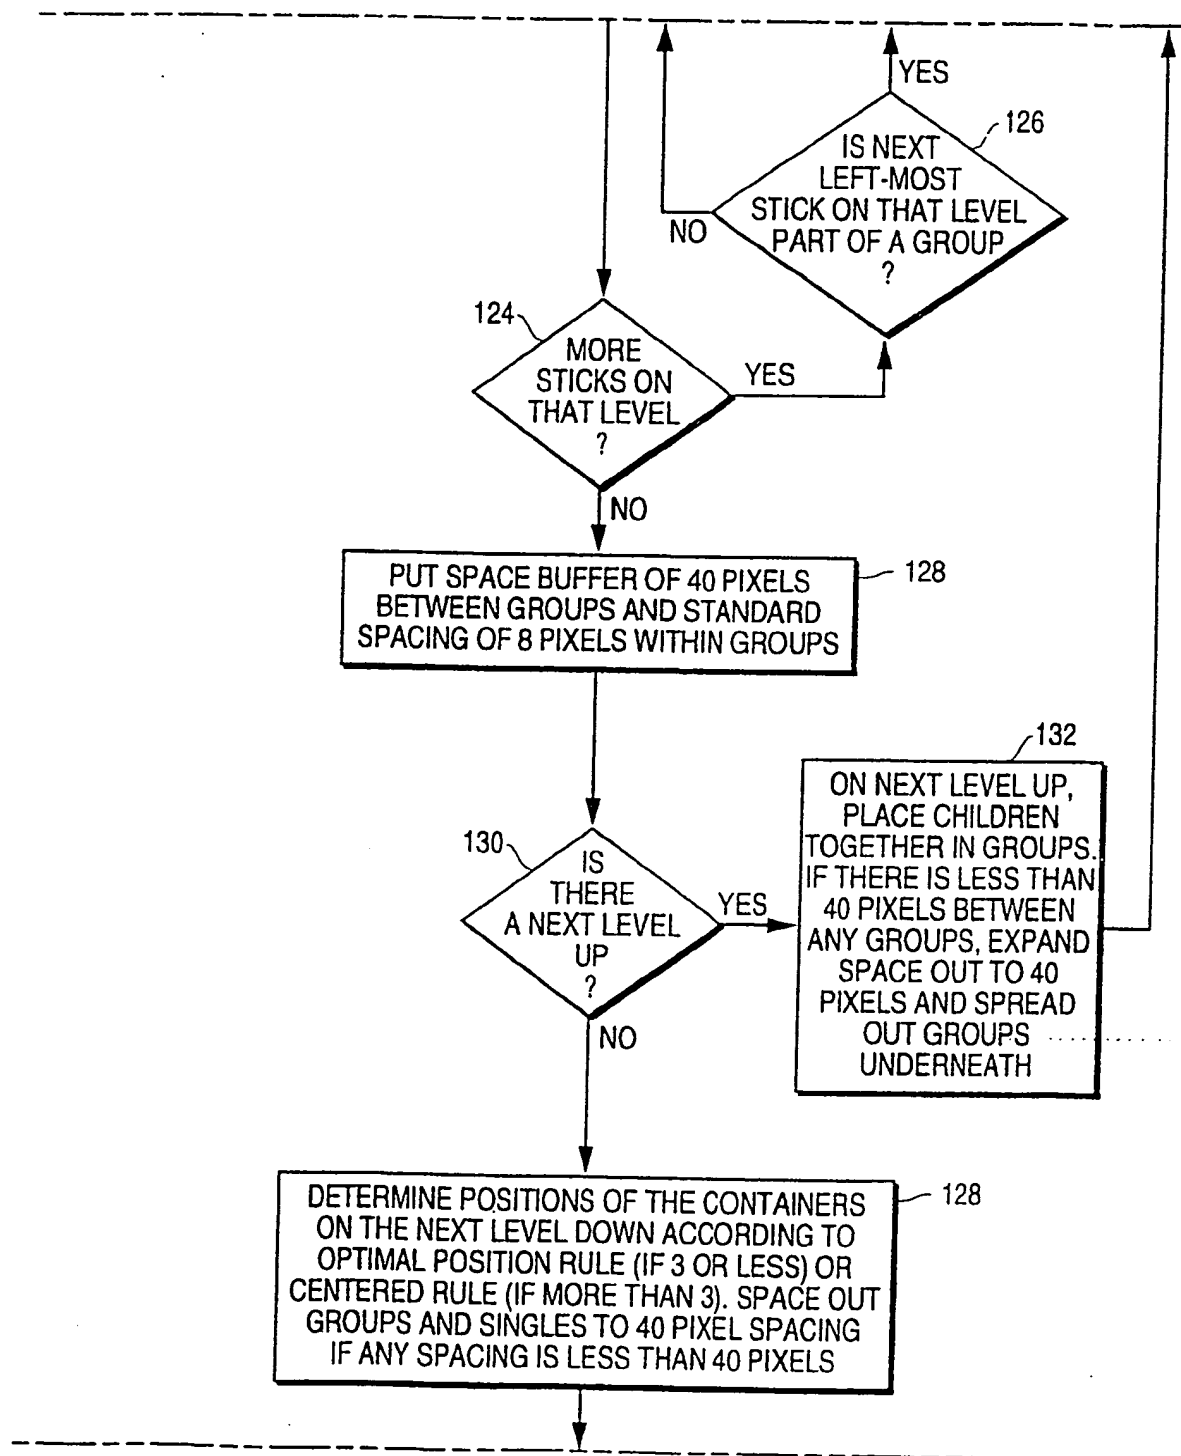 YES
126
IS NEXT
LEFT-MOST
STICK ON THAT LEVEL
PART OF A GROUP
?
NO
124
MORE
STICKS ON
THAT LEVEL
?
YES
NO
PUT SPACE BUFFER OF 40 PIXELS
BETWEEN GROUPS AND STANDARD
SPACING OF 8 PIXELS WITHIN GROUPS
128
130
IS
THERE
A NEXT LEVEL
UP
?
YES
NO
132
ON NEXT LEVEL UP,
PLACE CHILDREN
TOGETHER IN GROUPS.
IF THERE IS LESS THAN
40 PIXELS BETWEEN
ANY GROUPS, EXPAND
SPACE OUT TO 40
PIXELS AND SPREAD
OUT GROUPS
UNDERNEATH
DETERMINE POSITIONS OF THE CONTAINERS
ON THE NEXT LEVEL DOWN ACCORDING TO
OPTIMAL POSITION RULE (IF 3 OR LESS) OR
CENTERED RULE (IF MORE THAN 3). SPACE OUT
GROUPS AND SINGLES TO 40 PIXEL SPACING
IF ANY SPACING IS LESS THAN 40 PIXELS
128